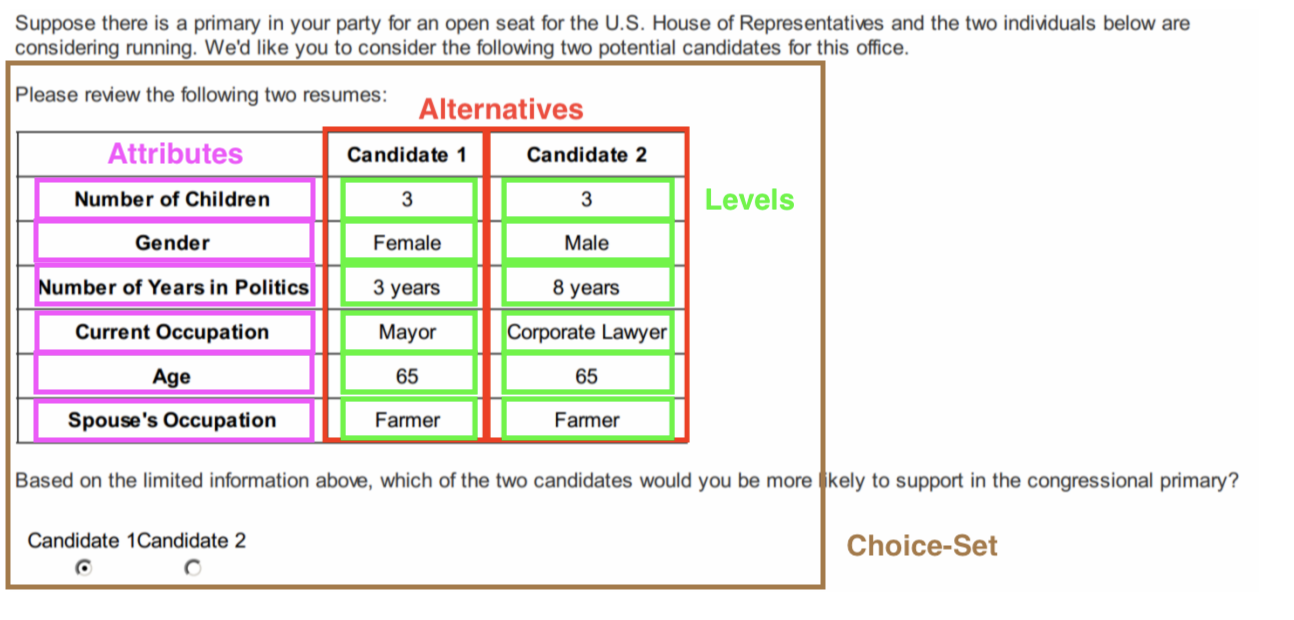 Suppose there is a primary in your party for an open seat for the U.S. House of Representatives and the two individuals below are
considering running. We'd like you to consider the following two potential candidates for this office.
Please review the following two resumes:
Alternatives
Attributes Candidate 1 Candidate 2
Number of Children 3 3 Levels
Gender Female Male
Number of Years in Politics 3 years 8 years
Current Occupation Mayor Corporate Lawyer
Age 65 65
Spouse's Occupation Farmer Farmer
Based on the limited information above, which of the two candidates would you be more likely to support in the congressional primary?
Candidate 1Candidate 2
Choice-Set